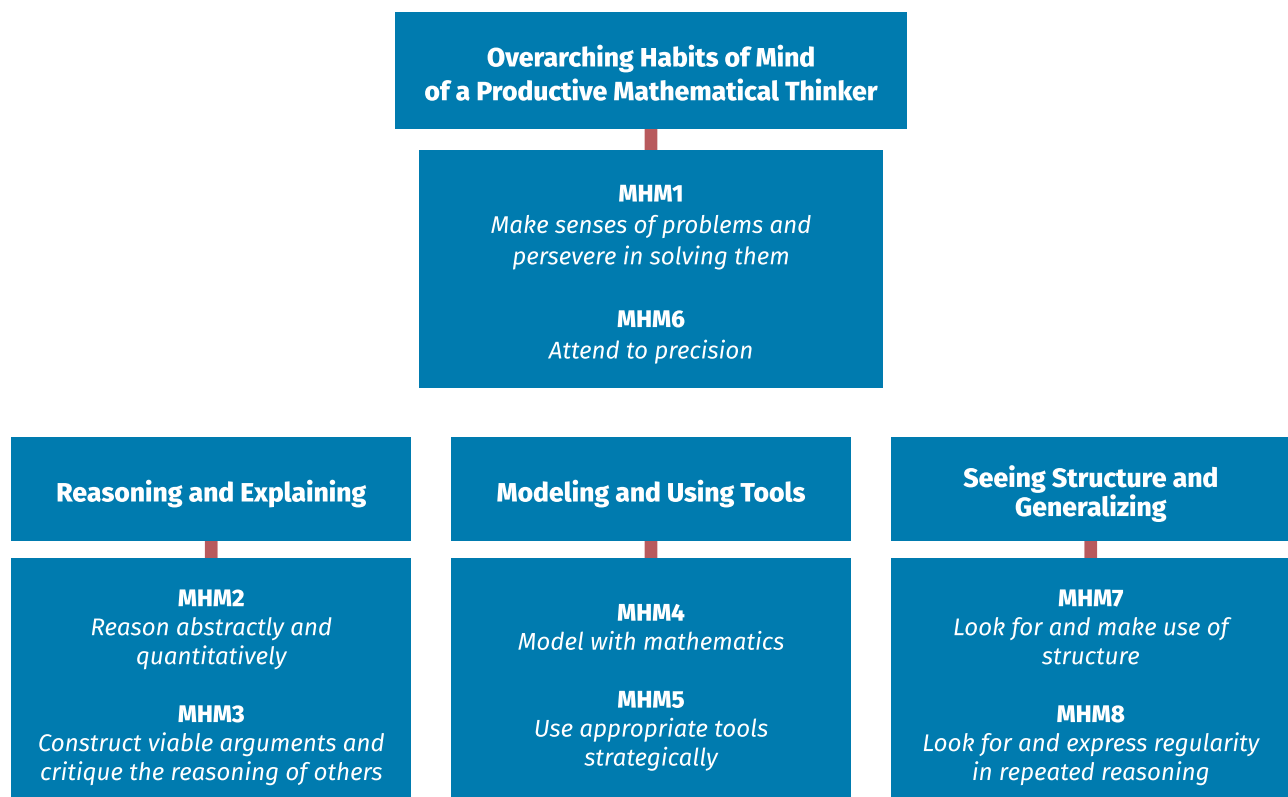 Overarching Habits of Mind
of a Productive Mathematical Thinker
MHM1
Make senses of problems and
persevere in solving them
MHM6
Attend to precision
Reasoning and Explaining
MHM2
Reason abstractly and
quantitatively
MHM3
Construct viable arguments and
critique the reasoning of others
Modeling and Using Tools
MHM4
Model with mathematics
MHM5
Use appropriate tools
strategically
Seeing Structure and
Generalizing
MHM7
Look for and make use of
structure
MHM8
Look for and express regularity
in repeated reasoning